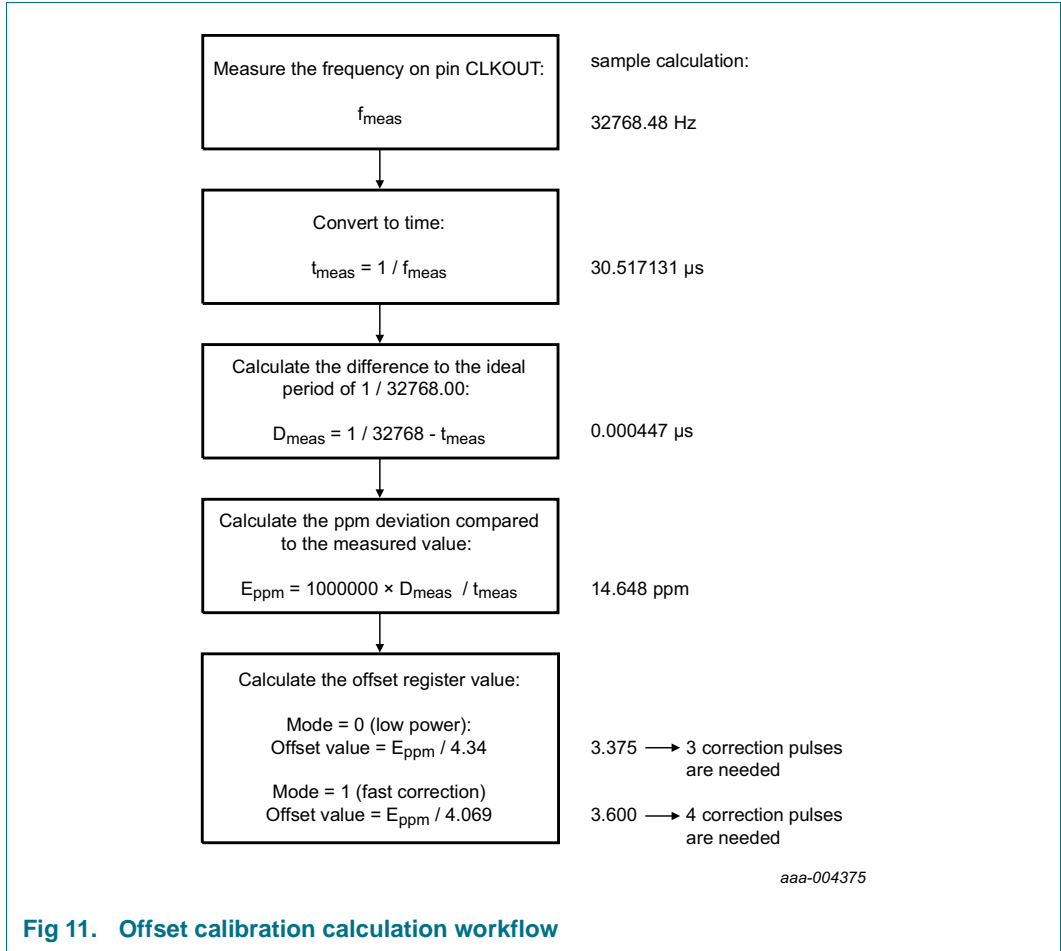 Measure the frequency on pin CLKOUT:
fmeas
sample calculation:
32768.48 Hz
Convert to time:
tmeas = 1 / fmeas
30.517131 μs
Calculate the difference to the ideal
period of 1 / 32768.00:
Dmeas = 1 / 32768 - tmeas
0.000447 μs
Calculate the ppm deviation compared
to the measured value:
Eppm = 1000000 × Dmeas / tmeas
14.648 ppm
Calculate the offset register value:
Mode = 0 (low power):
Offset value = Eppm / 4.34
3.375 → 3 correction pulses
are needed
Mode = 1 (fast correction)
Offset value = Eppm / 4.069
3.600 → 4 correction pulses
are needed
aaa-004375
Fig 11. Offset calibration calculation workflow